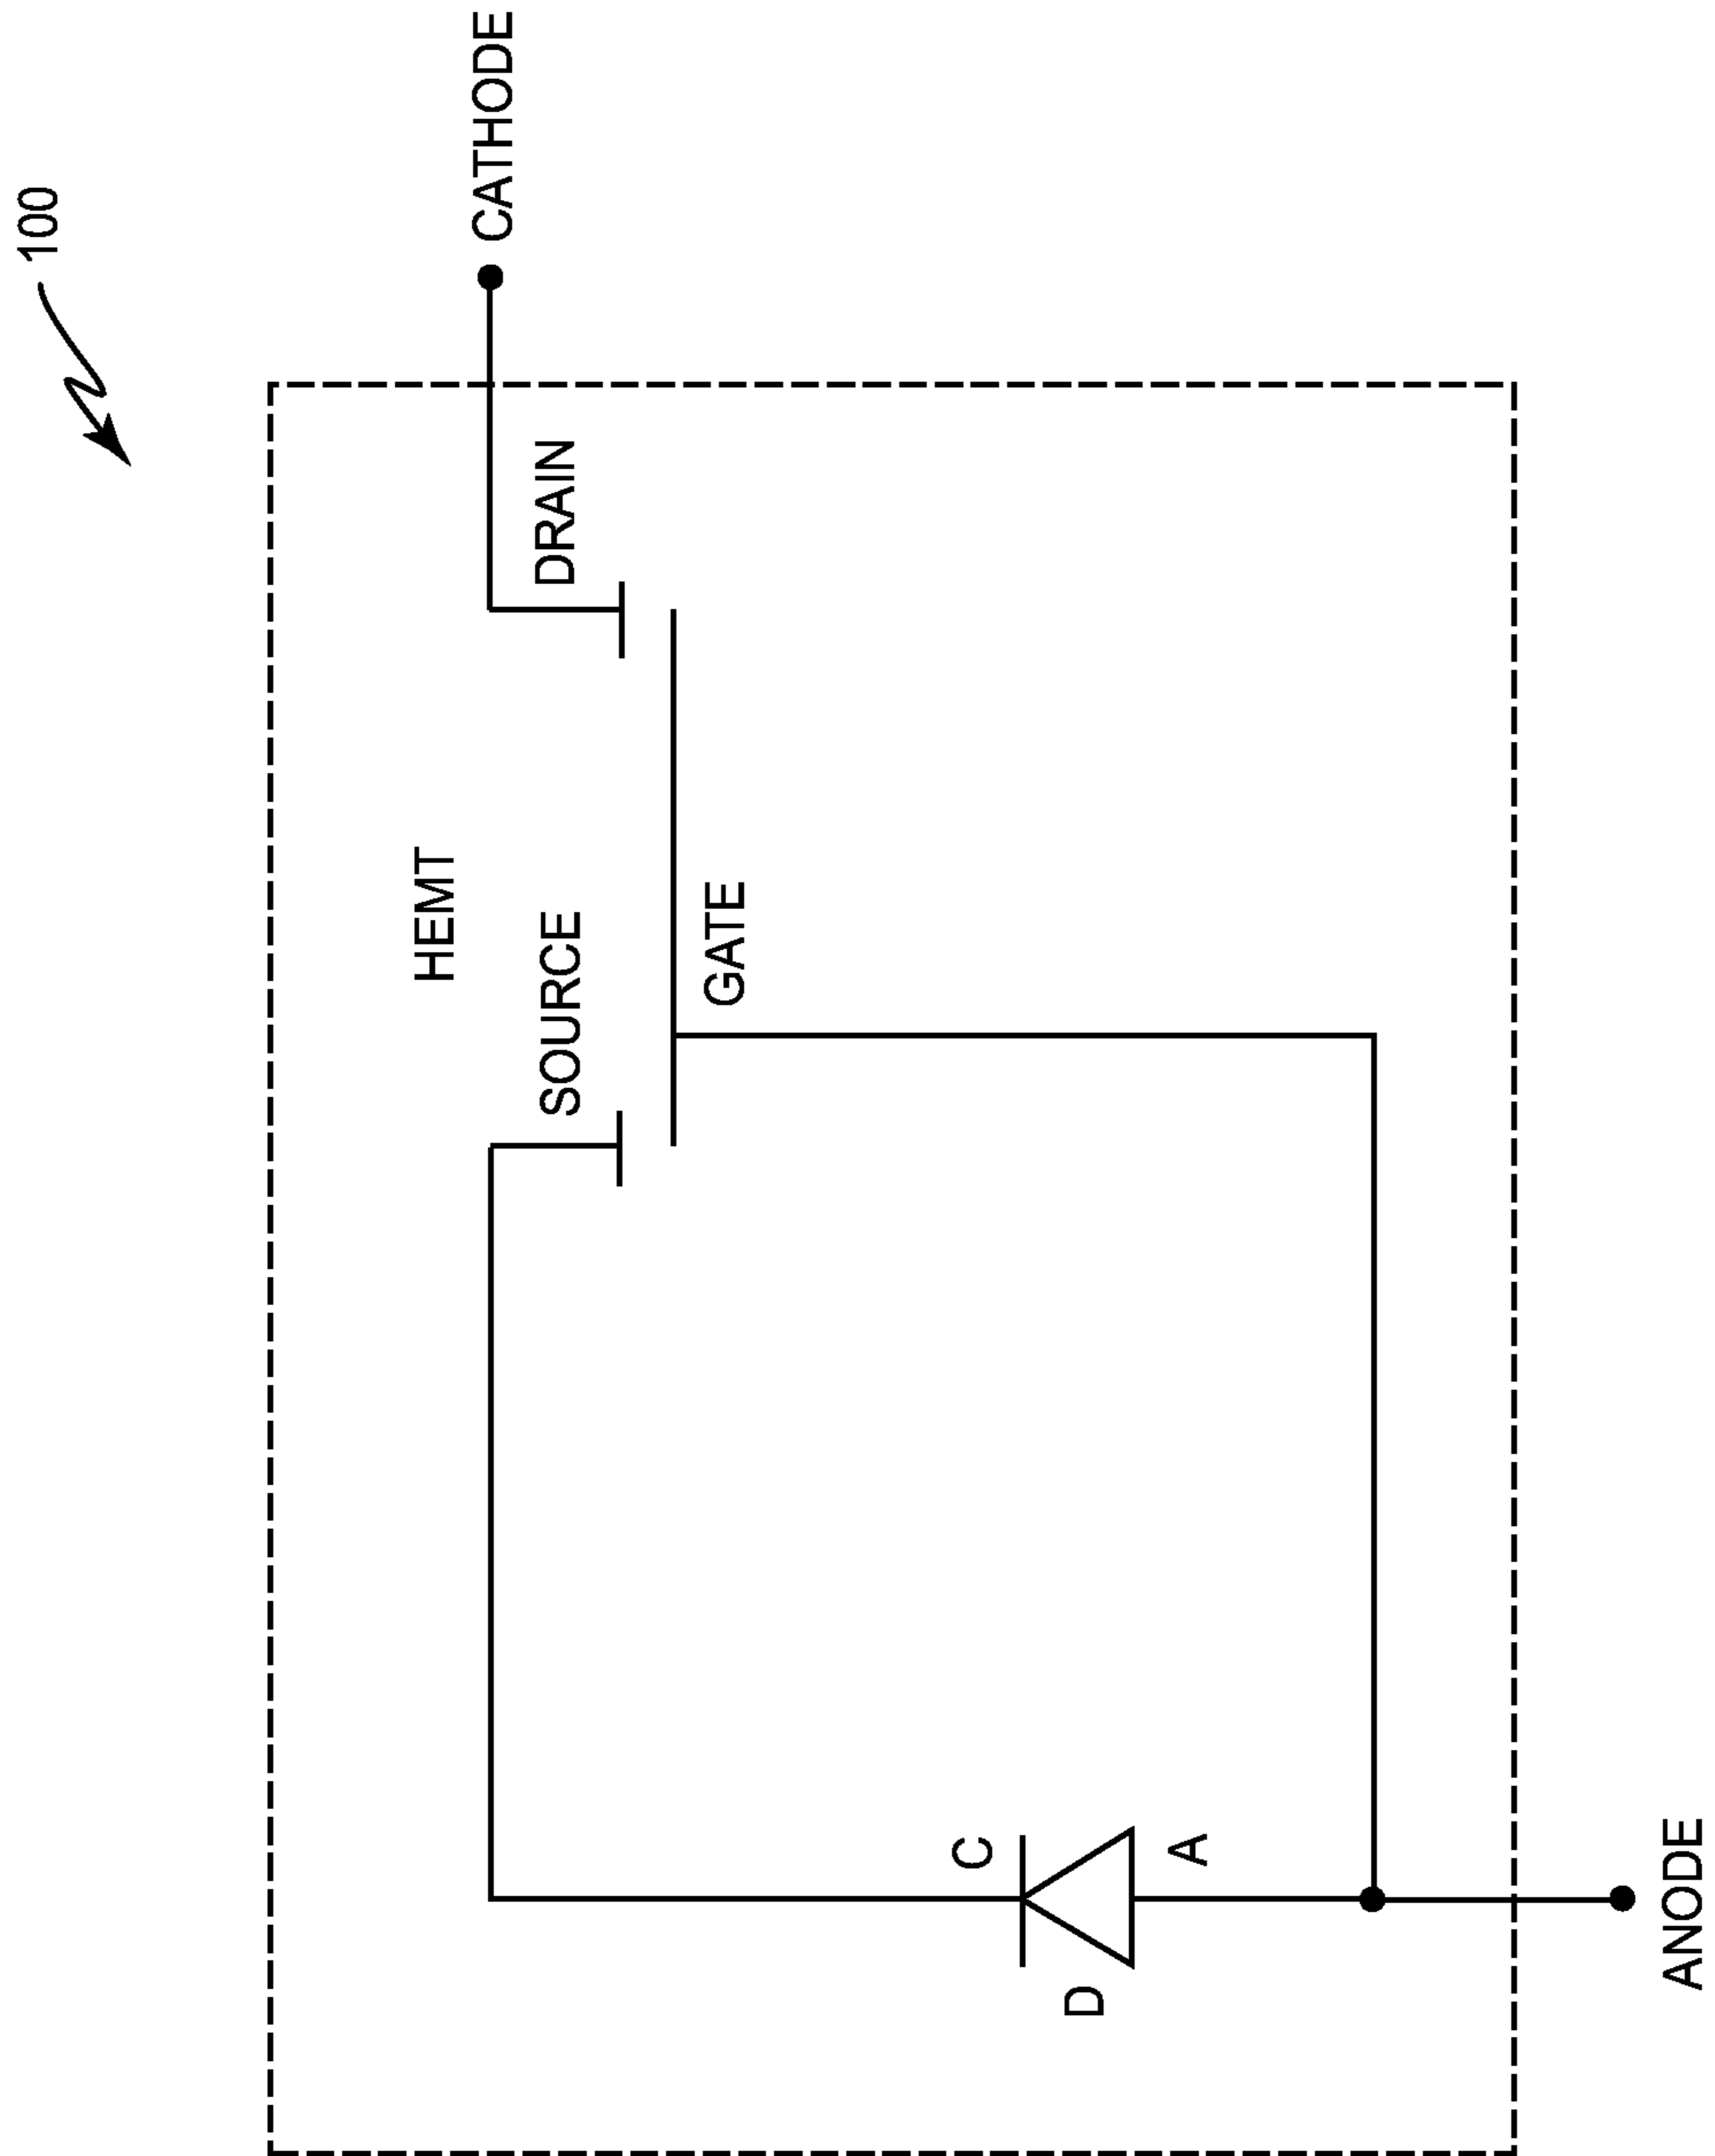 100
CATHODE
HEMT
DRAIN
SOURCE
GATE
C
D
A
ANODE